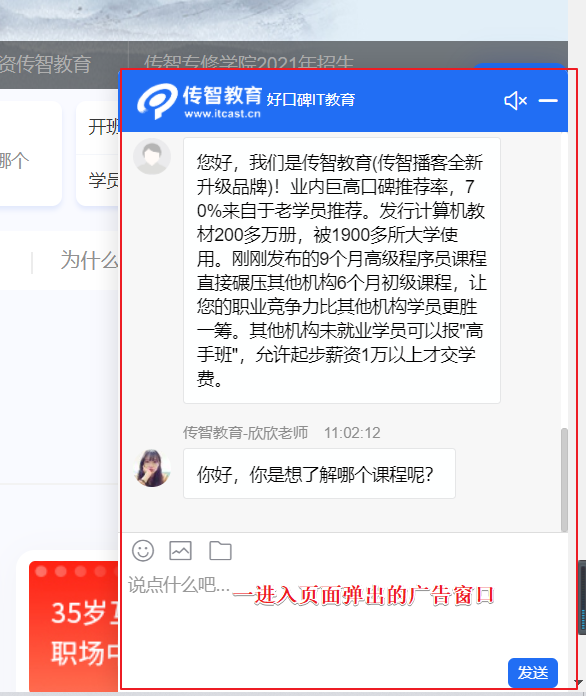 资传智教育
传智专修学院2021年招生
传智教育
www.itcast.cn
好口碑IT教育
哪个
开班
学员
为什么
您好，我们是传智教育(传智播客全新
升级品牌)！业内巨高口碑推荐率，7
0%来自于老学员推荐。发行计算机教
材200多万册，被1900多所大学使
用。刚刚发布的9个月高级程序员课程
直接碾压其他机构6个月初级课程，让
您的职业竞争力比其他机构学员更胜
一筹。其他机构未就业学员可以报"高
手班"，允许起步薪资1万以上才交学
费。
传智教育-欣欣老师 11:02:12
你好，你是想了解哪个课程呢？
说点什么吧...
一进入页面弹出的广告窗口
35岁
职场中
发送